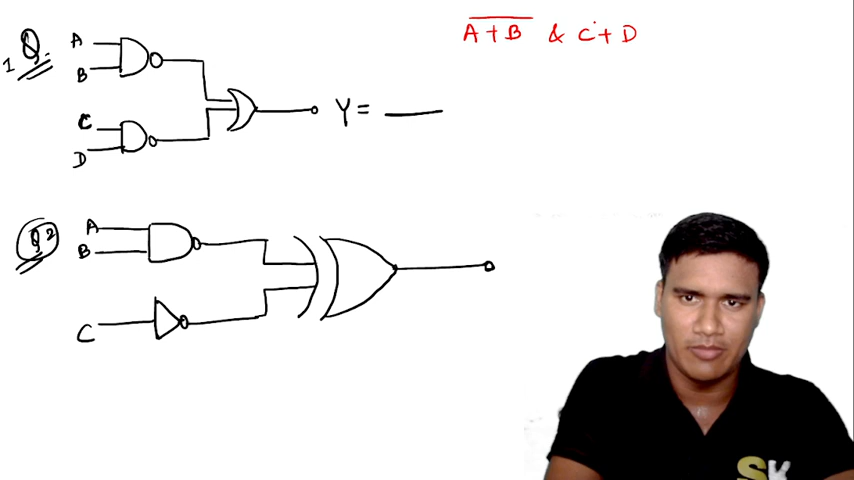 A+B & C+D
1 Q. A
B
C
D
Y = ___
Q2 A
B
C
SK